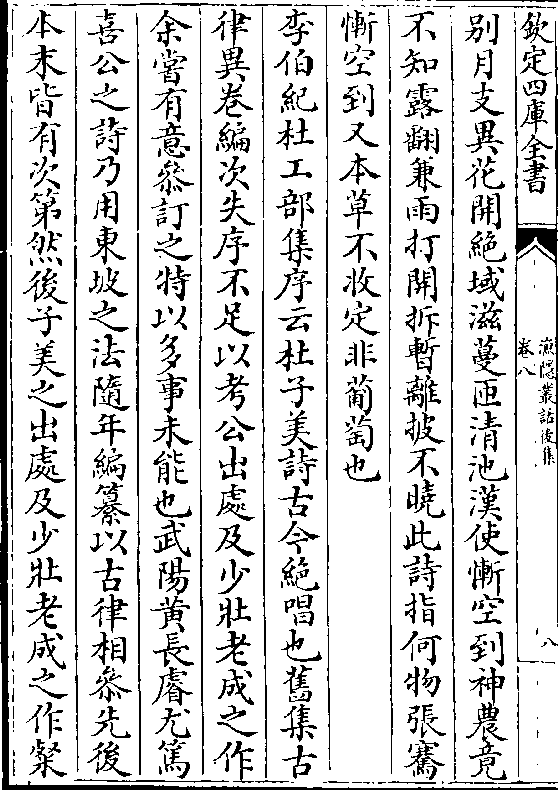 欽定四庫全書
漁隱叢話後集
卷八
八
别月支異花開絶域滋蔓匝清池漢使慚空到神農竟
不知露翻兼雨打開拆暫離披不曉此詩指何物張騫
慚空到又本草不收定非葡萄也
李伯紀杜工部集序云杜子美詩古今絶唱也舊集古
律異卷編次失序不足以考公出處及少壯老成之作
余嘗有意叅訂之特以多事未能也武陽黄長睿尤篤
喜公之詩乃用東坡之法隨年編纂以古律相叅先後
本末皆有次第然後子美之出處及少壯老成之作粲